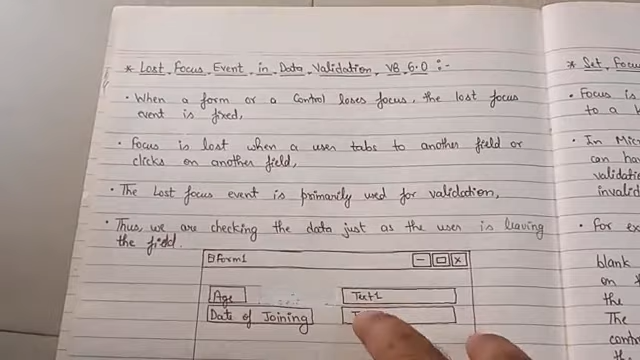 * Lost Focus Event in Data Validation, VB 6.0 :-
• When a form or a control loses focus, the lost focus
event is fixed,
• Focus is lost when a user tabs to another field or
clicks on another field,
• The Lost focus event is primarily used for validation,
• Thus, we are checking the data just as the user is leaving
the field.
Form1
Age
Text1
Date of Joining
* Set Focu
• Focus is
to a
• In Mic
can ha
validati
invalid
• For ex
blank
on
the
The
cont